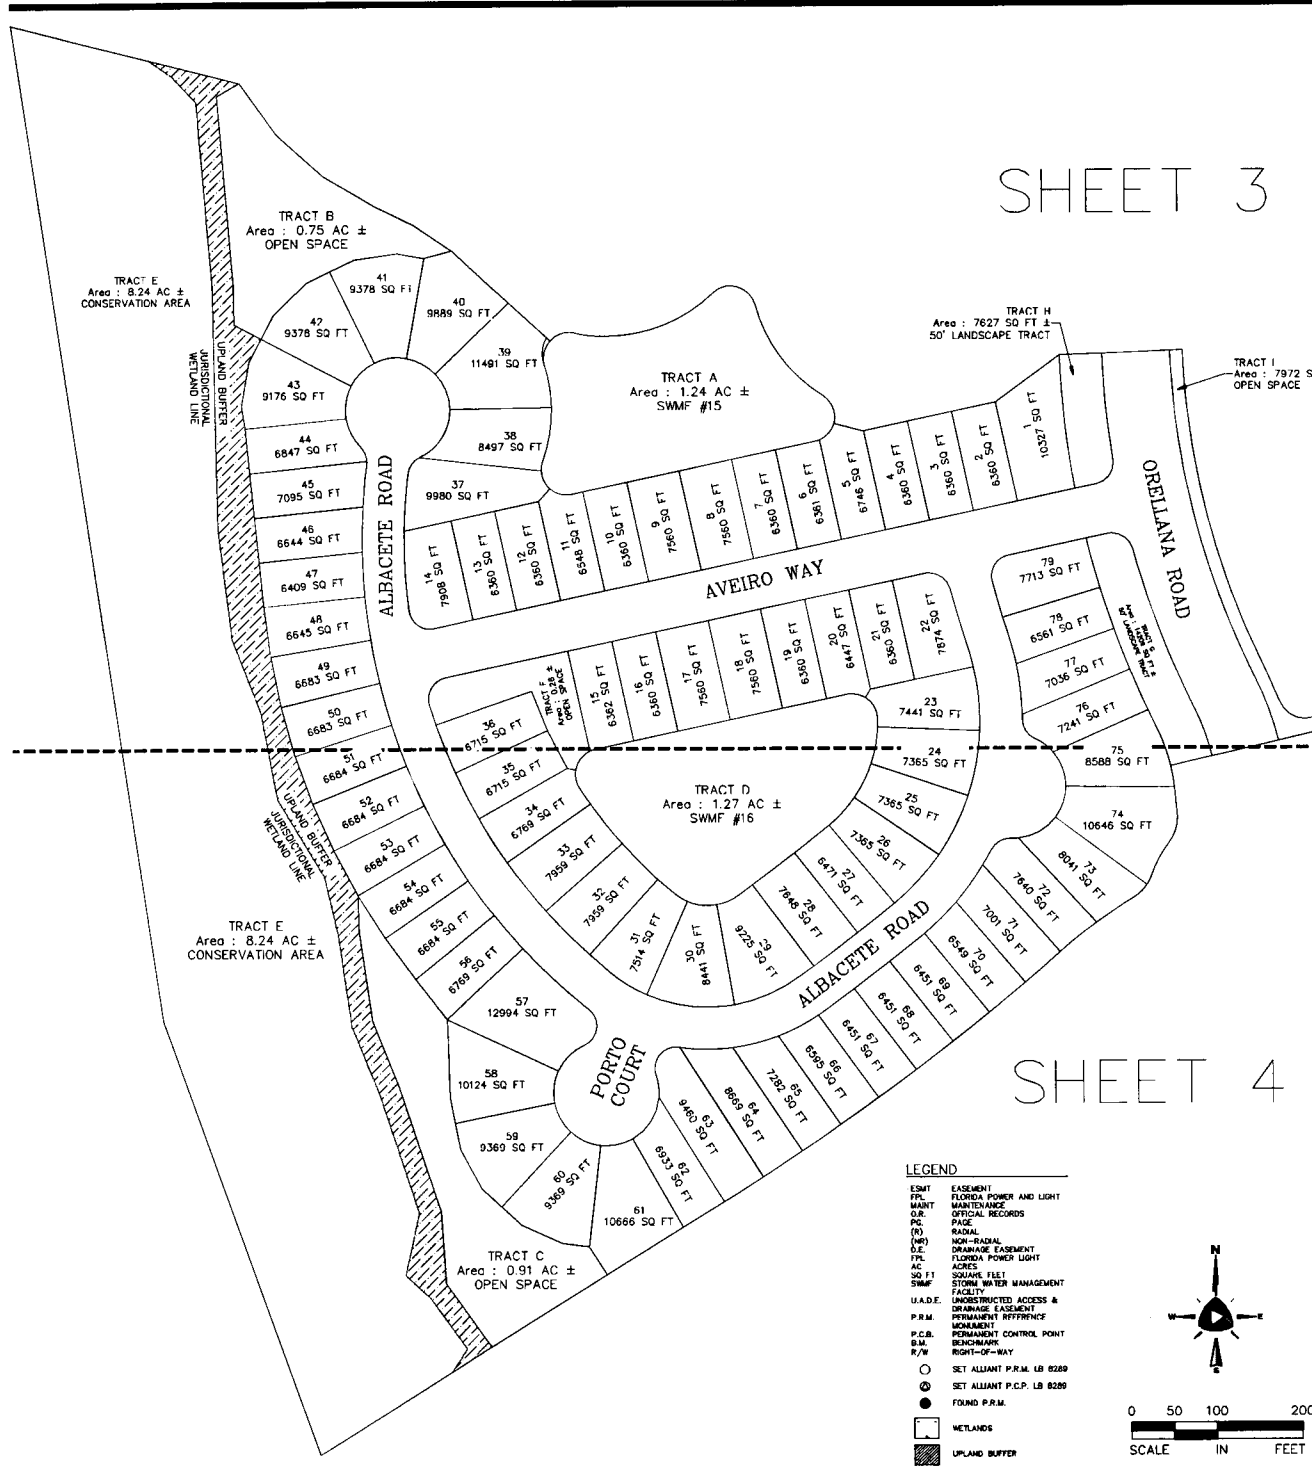 SHEET 3
TRACT B
Area : 0.75 AC ±
OPEN SPACE
TRACT E
Area : 8.24 AC ±
CONSERVATION AREA
UPLAND BUFFER
JURISDICTIONAL
WETLAND LINE
TRACT A
Area : 1.24 AC ±
SWMF #15
TRACT H
Area : 7627 SQ FT ±
50' LANDSCAPE TRACT
TRACT I
Area : 7972 S
OPEN SPACE
41
9378 SQ FT
40
9889 SQ FT
42
9378 SQ FT
39
11491 SQ FT
43
9176 SQ FT
38
8497 SQ FT
44
6847 SQ FT
37
9980 SQ FT
45
7095 SQ FT
46
6644 SQ FT
47
6409 SQ FT
48
6645 SQ FT
49
6683 SQ FT
50
6683 SQ FT
51
6684 SQ FT
52
6684 SQ FT
53
6684 SQ FT
54
6684 SQ FT
55
6684 SQ FT
56
6769 SQ FT
57
12994 SQ FT
58
10124 SQ FT
59
9369 SQ FT
60
9369 SQ FT
61
10666 SQ FT
ALBACETE ROAD
14
7908 SQ FT
13
6360 SQ FT
12
6360 SQ FT
11
6548 SQ FT
10
6360 SQ FT
9
7560 SQ FT
8
7560 SQ FT
7
6360 SQ FT
6
6361 SQ FT
5
6746 SQ FT
4
6360 SQ FT
3
6360 SQ FT
2
6360 SQ FT
1
10327 SQ FT
AVEIRO WAY
ORELLANA ROAD
TRACT F
Area : 0.28 ±
OPEN SPACE
15
6362 SQ FT
16
6360 SQ FT
17
7560 SQ FT
18
7560 SQ FT
19
6360 SQ FT
20
6447 SQ FT
21
6360 SQ FT
22
7874 SQ FT
23
7441 SQ FT
24
7365 SQ FT
25
7365 SQ FT
26
7365 SQ FT
27
6471 SQ FT
28
7648 SQ FT
29
9225 SQ FT
30
8441 SQ FT
31
7514 SQ FT
32
7959 SQ FT
33
7959 SQ FT
34
6769 SQ FT
35
6715 SQ FT
36
6715 SQ FT
TRACT D
Area : 1.27 AC ±
SWMF #16
79
7713 SQ FT
78
6561 SQ FT
77
7036 SQ FT
76
7241 SQ FT
75
8588 SQ FT
74
10646 SQ FT
73
8041 SQ FT
72
7640 SQ FT
71
7001 SQ FT
70
6549 SQ FT
69
6451 SQ FT
68
6451 SQ FT
67
6451 SQ FT
66
6595 SQ FT
65
7282 SQ FT
64
8669 SQ FT
63
9460 SQ FT
62
6933 SQ FT
TRACT G
LANDSCAPE TRACT
UPLAND BUFFER
JURISDICTIONAL
WETLAND LINE
TRACT E
Area : 8.24 AC ±
CONSERVATION AREA
ALBACETE ROAD
PORTO
COURT
TRACT C
Area : 0.91 AC ±
OPEN SPACE
SHEET 4
LEGEND
ESMT EASEMENT
FPL FLORIDA POWER AND LIGHT
MAINT MAINTENANCE
O.R. OFFICIAL RECORDS
PG. PAGE
(R) RADIAL
(NR) NON-RADIAL
D.E. DRAINAGE EASEMENT
FPL FLORIDA POWER LIGHT
AC ACRES
SQ FT SQUARE FEET
SWMF STORM WATER MANAGEMENT
FACILITY
U.A.D.E. UNOBSTRUCTED ACCESS &
DRAINAGE EASEMENT
P.R.M. PERMANENT REFFRENCE
MONUMENT
P.C.B. PERMANENT CONTROL POINT
B.M. BENCHMARK
R/W RIGHT-OF-WAY
SET ALLIANT P.R.M. LB 8289
SET ALLIANT P.C.P. LB 8289
FOUND P.R.M.
WETLANDS
UPLAND BUFFER
N
W E
S
0 50 100 200
SCALE IN FEET